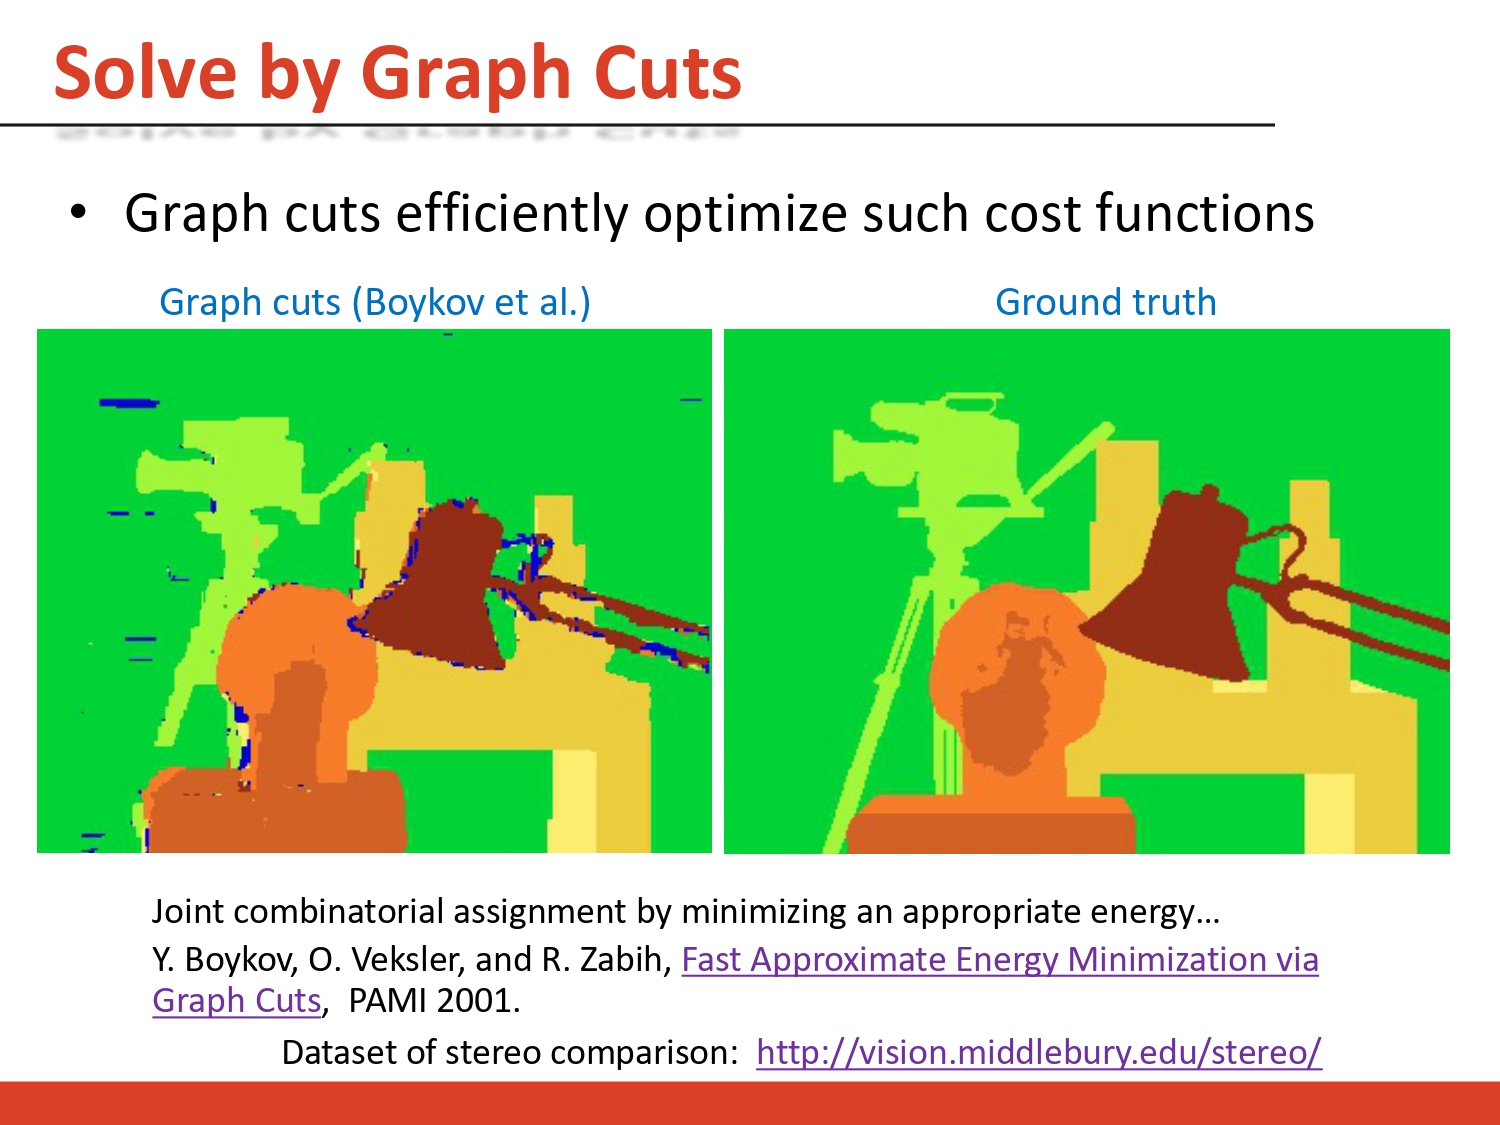 Solve by Graph Cuts
• Graph cuts efficiently optimize such cost functions
Graph cuts (Boykov et al.)
Ground truth
Joint combinatorial assignment by minimizing an appropriate energy…
Y. Boykov, O. Veksler, and R. Zabih, Fast Approximate Energy Minimization via
Graph Cuts, PAMI 2001.
Dataset of stereo comparison: http://vision.middlebury.edu/stereo/